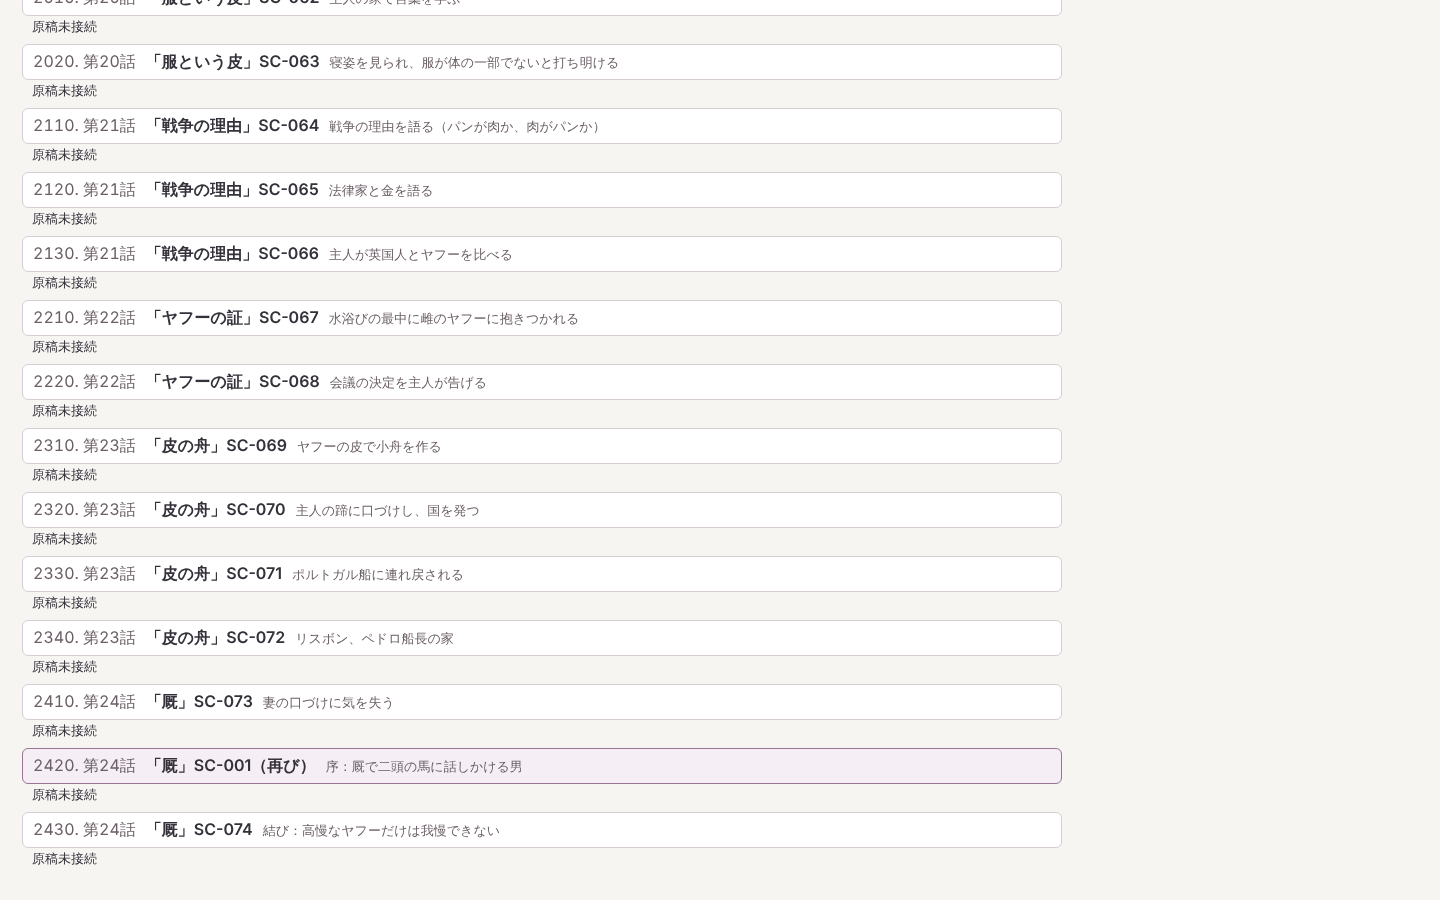 原稿未接続
2020. 第20話 「服という皮」SC-063 寝姿を見られ、服が体の一部でないと打ち明ける
原稿未接続
2110. 第21話 「戦争の理由」SC-064 戦争の理由を語る（パンが肉か、肉がパンか）
原稿未接続
2120. 第21話 「戦争の理由」SC-065 法律家と金を語る
原稿未接続
2130. 第21話 「戦争の理由」SC-066 主人が英国人とヤフーを比べる
原稿未接続
2210. 第22話 「ヤフーの証」SC-067 水浴びの最中に雌のヤフーに抱きつかれる
原稿未接続
2220. 第22話 「ヤフーの証」SC-068 会議の決定を主人が告げる
原稿未接続
2310. 第23話 「皮の舟」SC-069 ヤフーの皮で小舟を作る
原稿未接続
2320. 第23話 「皮の舟」SC-070 主人の蹄に口づけし、国を発つ
原稿未接続
2330. 第23話 「皮の舟」SC-071 ポルトガル船に連れ戻される
原稿未接続
2340. 第23話 「皮の舟」SC-072 リスボン、ペドロ船長の家
原稿未接続
2410. 第24話 「厩」SC-073 妻の口づけに気を失う
原稿未接続
2420. 第24話 「厩」SC-001（再び） 序：厩で二頭の馬に話しかける男
原稿未接続
2430. 第24話 「厩」SC-074 結び：高慢なヤフーだけは我慢できない
原稿未接続